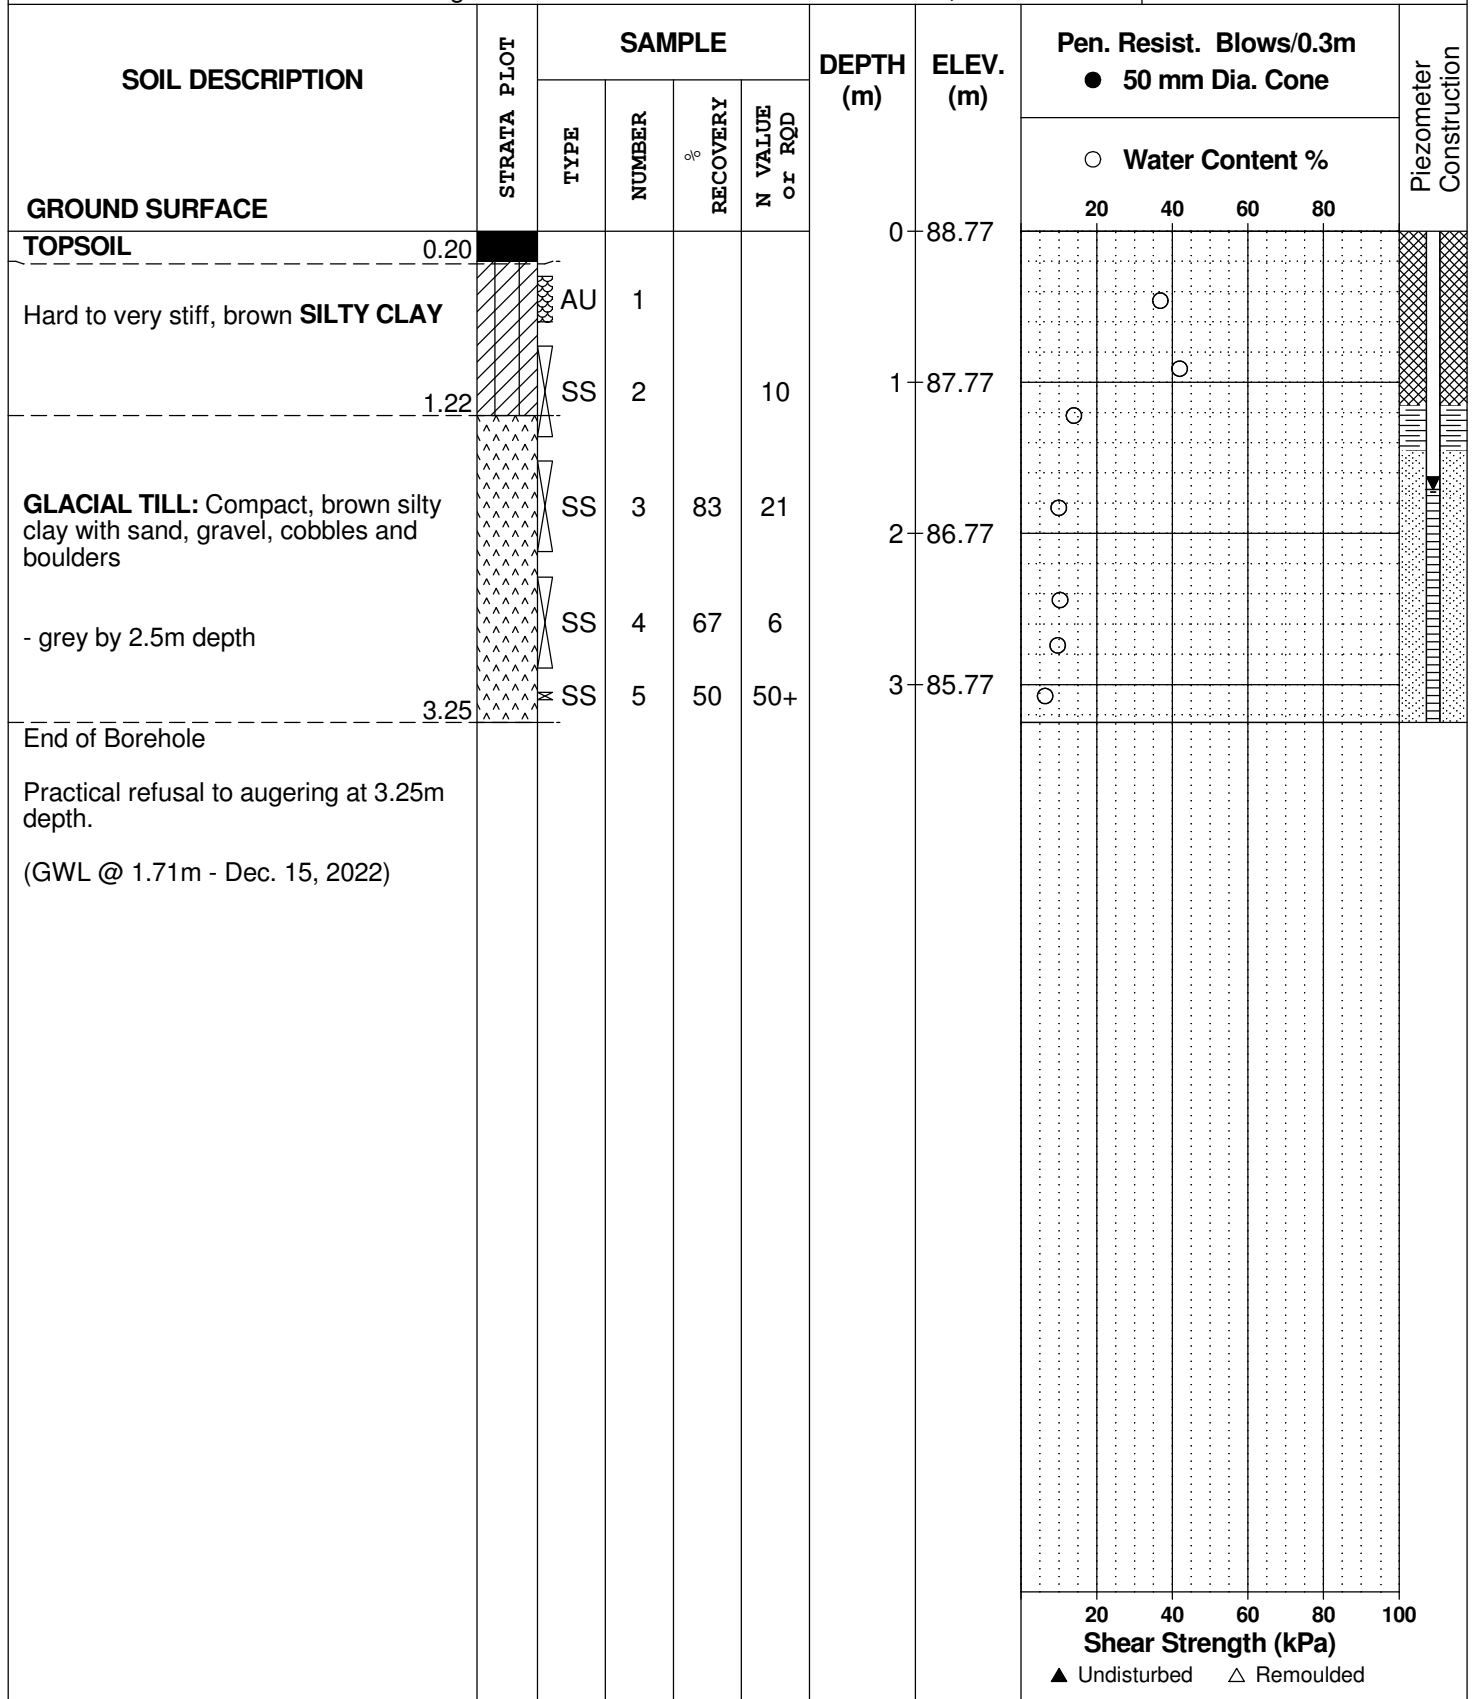 SOIL DESCRIPTION
GROUND SURFACE
STRATA PLOT
SAMPLE
TYPE
NUMBER
%
RECOVERY
N VALUE
or RQD
DEPTH
(m)
ELEV.
(m)
Pen. Resist. Blows/0.3m
● 50 mm Dia. Cone
○ Water Content %
20 40 60 80
Piezometer
Construction
TOPSOIL 0.20
0 88.77
Hard to very stiff, brown SILTY CLAY
AU 1
SS 2 10
1 87.77
1.22
GLACIAL TILL: Compact, brown silty
clay with sand, gravel, cobbles and
boulders
SS 3 83 21
2 86.77
- grey by 2.5m depth
SS 4 67 6
SS 5 50 50+
3 85.77
3.25
End of Borehole
Practical refusal to augering at 3.25m
depth.
(GWL @ 1.71m - Dec. 15, 2022)
20 40 60 80 100
Shear Strength (kPa)
▲ Undisturbed △ Remoulded